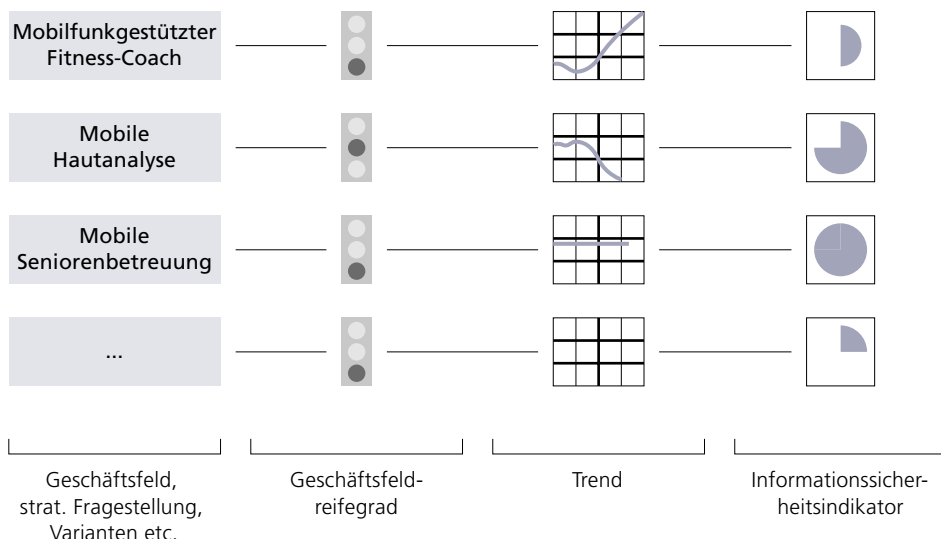 Mobilfunkgestützter
Fitness-Coach
Mobile
Hautanalyse
Mobile
Seniorenbetreuung
...
Geschäftsfeld,
strat. Fragestellung,
Varianten etc.
Geschäftsfeld-
reifegrad
Trend
Informationssicher-
heitsindikator